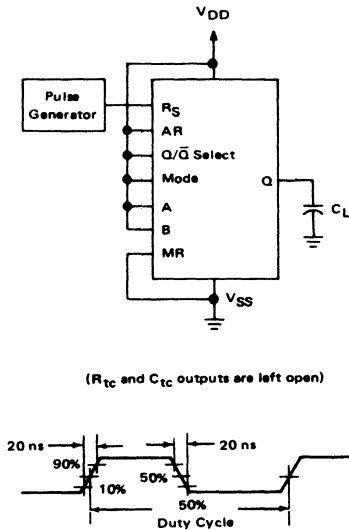 VDD
Pulse
Generator
RS
AR
Q/Q̅ Select
Mode
A
B
MR
Q
CL
VSS
(Rtc and Ctc outputs are left open)
20 ns
20 ns
90%
10%
50%
50%
Duty Cycle